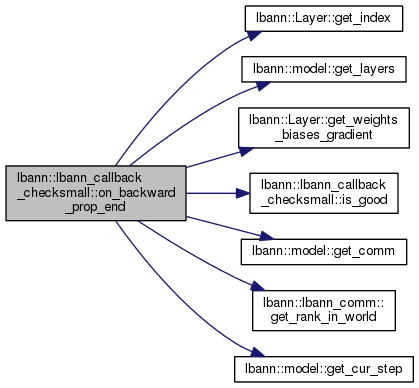 lbann::Layer::get_index
lbann::model::get_layers
lbann::Layer::get_weights
_biases_gradient
lbann::lbann_callback
_checksmall::on_backward
_prop_end
lbann::lbann_callback
_checksmall::is_good
lbann::model::get_comm
lbann::lbann_comm::
get_rank_in_world
lbann::model::get_cur_step